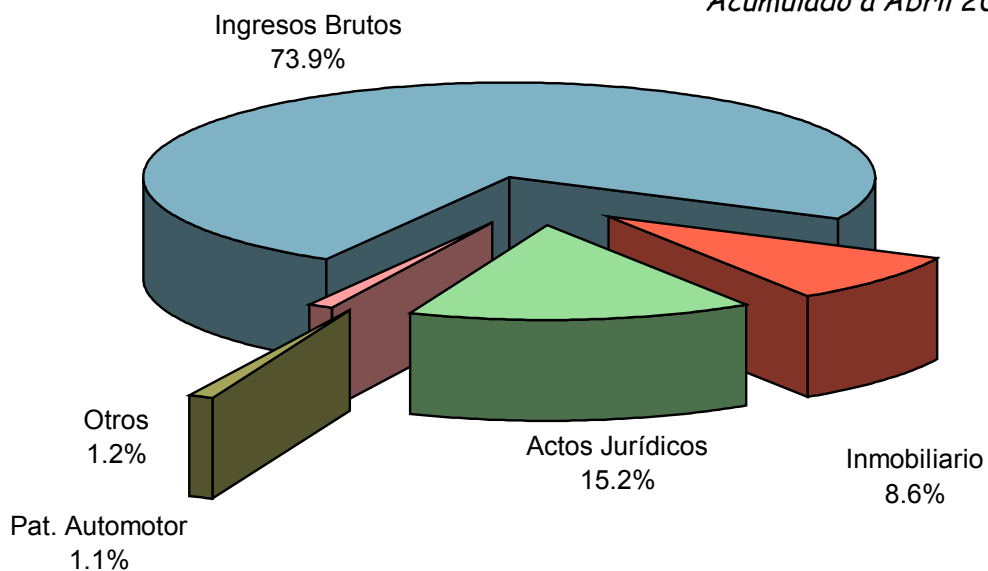 Acumulado a Abril
Ingresos Brutos
73.9%
Otros
1.2%
Actos Jurídicos
15.2%
Inmobiliario
8.6%
Pat. Automotor
1.1%